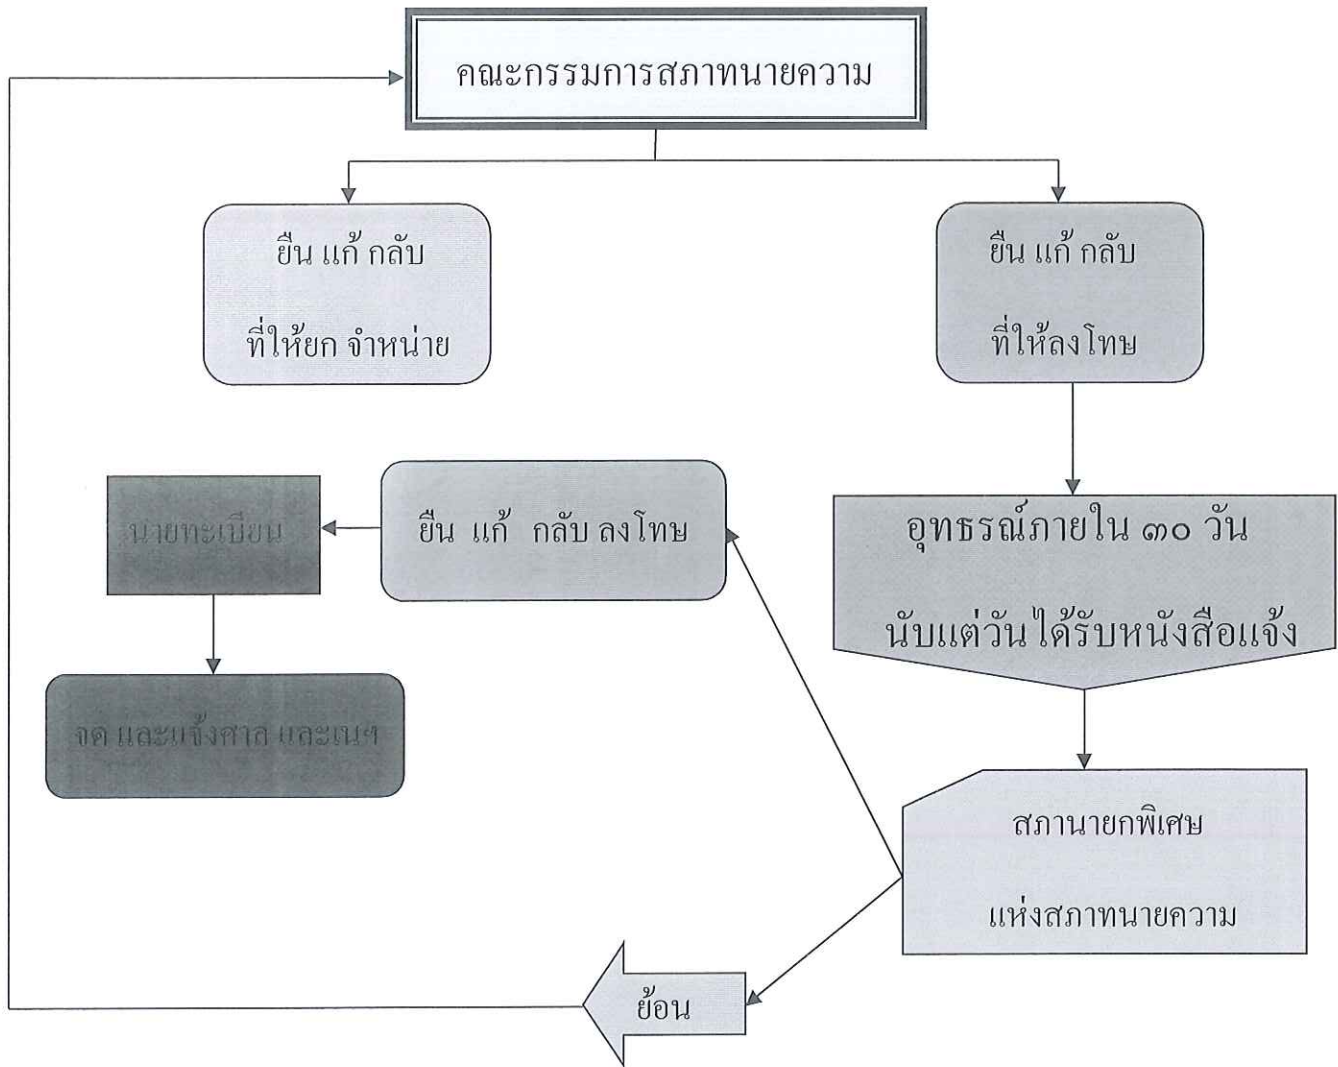 คณะกรรมการสภาทนายความ
ยืน แก้ กลับ
ที่ให้ยก จำหน่าย
ยืน แก้ กลับ
ที่ให้ลงโทษ
นายทะเบียน
ยืน แก้ กลับ ลงโทษ
อุทธรณ์ภายใน ๓๐ วัน
นับแต่วันได้รับหนังสือแจ้ง
จด และแจ้งศาล และเนฯ
สภานายกพิเศษ
แห่งสภาทนายความ
ย้อน